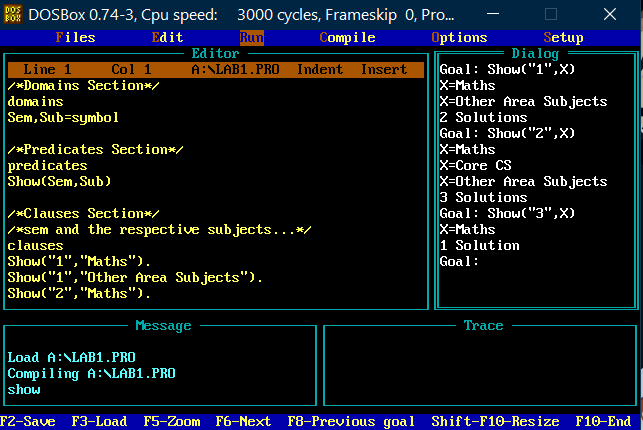 DOS BOX DOSBox 0.74-3, Cpu speed: 3000 cycles, Frameskip 0, Pro...
Files Edit Run Compile Options Setup
Editor
Line 1 Col 1 A:\LAB1.PRO Indent Insert
/*Domains Section*/
domains
Sem,Sub=symbol
/*Predicates Section*/
predicates
Show(Sem,Sub)
/*Clauses Section*/
/*sem and the respective subjects...*/
clauses
Show("1","Maths").
Show("1","Other Area Subjects").
Show("2","Maths").
Dialog
Goal: Show("1",X)
X=Maths
X=Other Area Subjects
2 Solutions
Goal: Show("2",X)
X=Maths
X=Core CS
X=Other Area Subjects
3 Solutions
Goal: Show("3",X)
X=Maths
1 Solution
Goal:
Message
Load A:\LAB1.PRO
Compiling A:\LAB1.PRO
show
Trace
F2-Save F3-Load F5-Zoom F6-Next F8-Previous goal Shift-F10-Resize F10-End